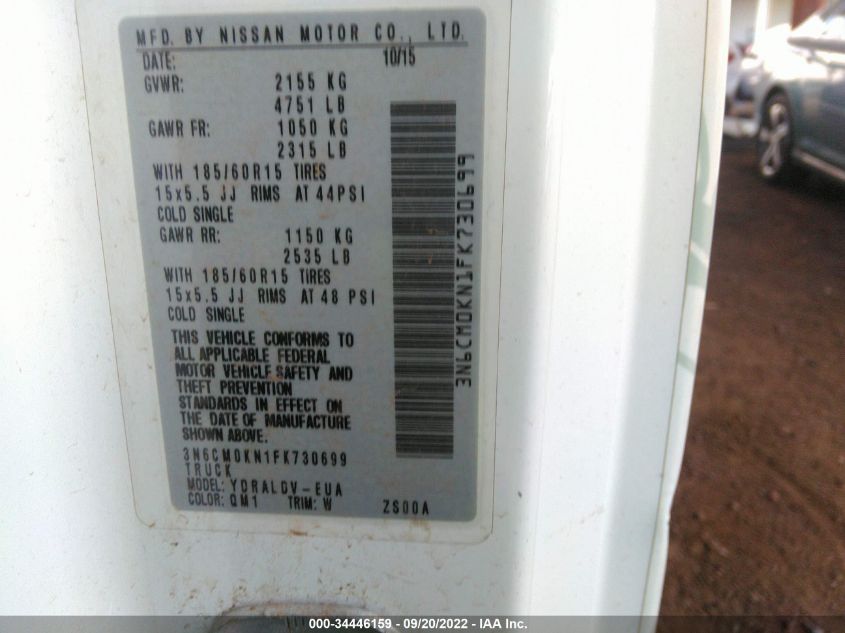 MFD. BY NISSAN MOTOR CO., LTD.
DATE: 10/15
GVWR: 2155 KG
4751 LB
GAWR FR: 1050 KG
2315 LB
WITH 185/60R15 TIRES
15x5.5 JJ RIMS AT 44PSI
COLD SINGLE
GAWR RR: 1150 KG
2535 LB
WITH 185/60R15 TIRES
15x5.5 JJ RIMS AT 48 PSI
COLD SINGLE
THIS VEHICLE CONFORMS TO
ALL APPLICABLE FEDERAL
MOTOR VEHICLE SAFETY AND
THEFT PREVENTION
STANDARDS IN EFFECT ON
THE DATE OF MANUFACTURE
SHOWN ABOVE.
3N6CM0KN1FK730699
TRUCK
MODEL: YDRALDV-EUA
COLOR: QM1 TRIM: W ZS00A
3N6CM0KN1FK730699
000-34446159 - 09/20/2022 - IAA Inc.